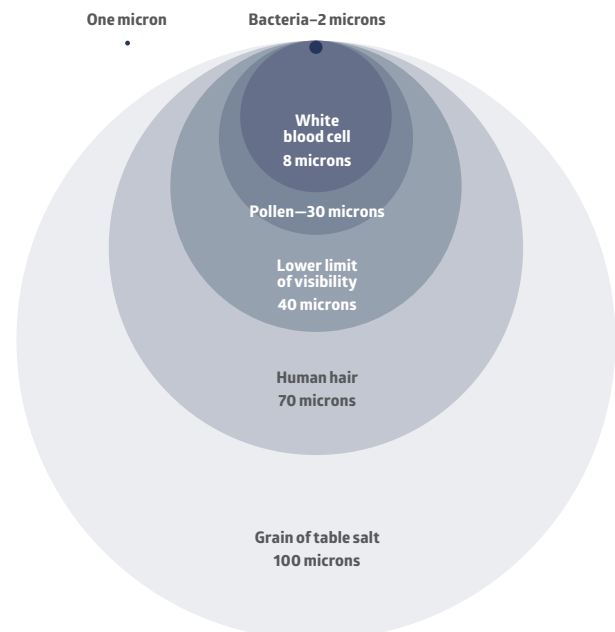 One micron
Bacteria–2 microns
White
blood cell
8 microns
Pollen—30 microns
Lower limit
of visibility
40 microns
Human hair
70 microns
Grain of table salt
100 microns